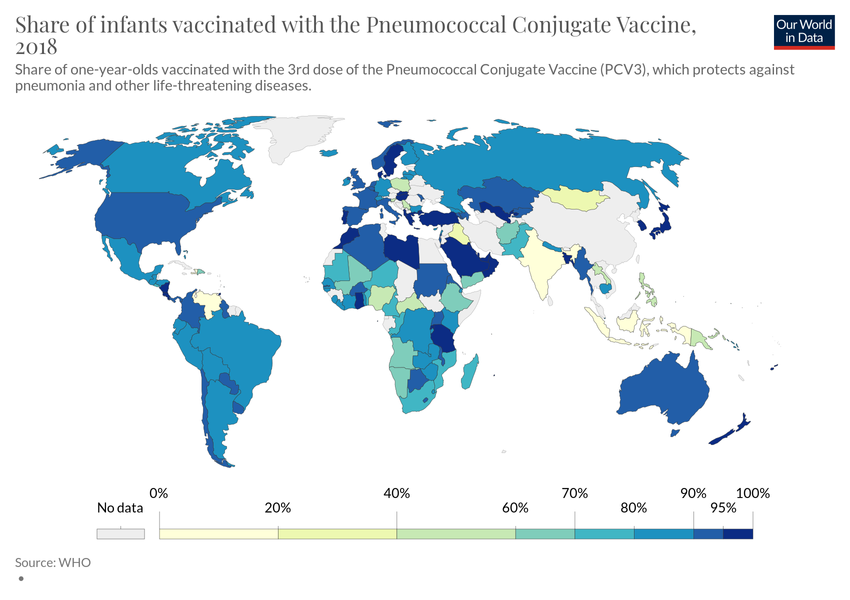 Share of infants vaccinated with the Pneumococcal Conjugate Vaccine,
2018
Our World
in Data
Share of one-year-olds vaccinated with the 3rd dose of the Pneumococcal Conjugate Vaccine (PCV3), which protects against
pneumonia and other life-threatening diseases.
0% 40% 70% 90% 100%
No data 20% 60% 80% 95%
Source: WHO